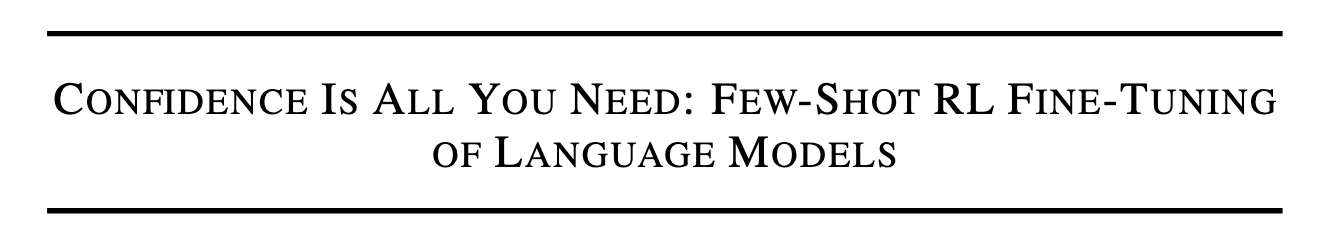 CONFIDENCE IS ALL YOU NEED: FEW-SHOT RL FINE-TUNING
OF LANGUAGE MODELS